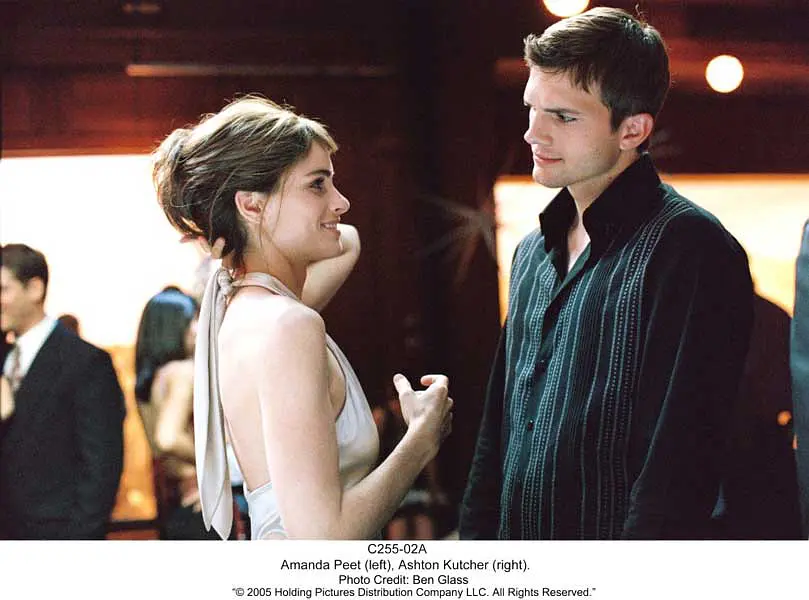 C255-02A
Amanda Peet (left), Ashton Kutcher (right).
Photo Credit: Ben Glass
“© 2005 Holding Pictures Distribution Company LLC. All Rights Reserved.”